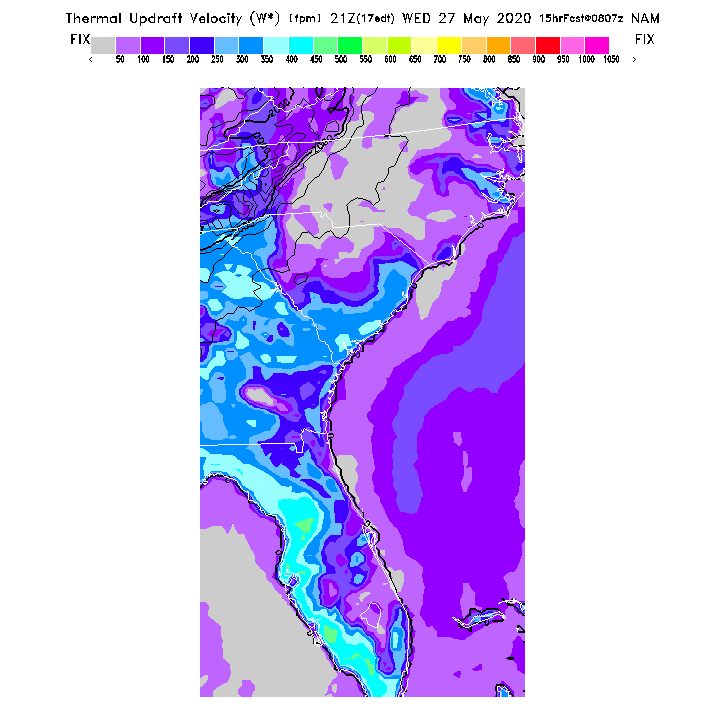 Thermal Updraft Velocity (W*) [fpm] 21Z(17edt) WED 27 May 2020 15hrFcst@0807z NAM
FIX FIX
< 50 100 150 200 250 300 350 400 450 500 550 600 650 700 750 800 850 900 950 1000 1050 >